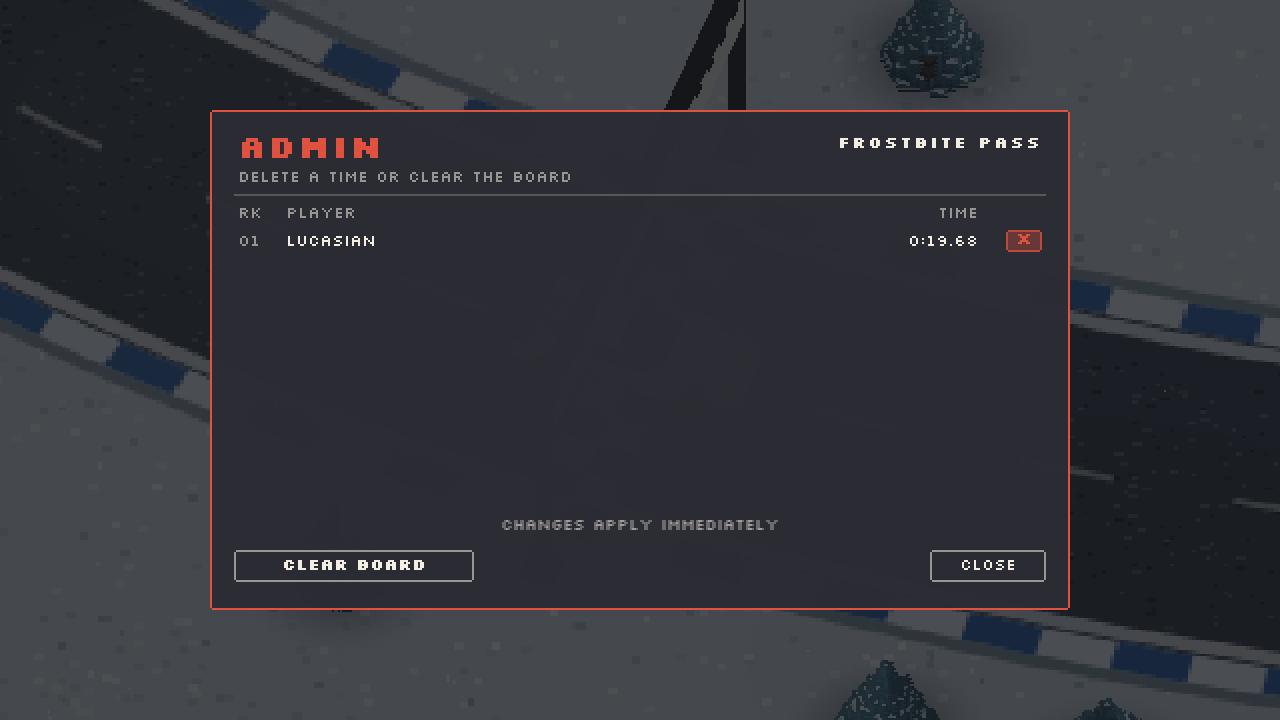 ADMIN
FROSTBITE PASS
DELETE A TIME OR CLEAR THE BOARD
RK PLAYER TIME
01 LUCASIAN 0:19.68 X
CHANGES APPLY IMMEDIATELY
CLEAR BOARD CLOSE